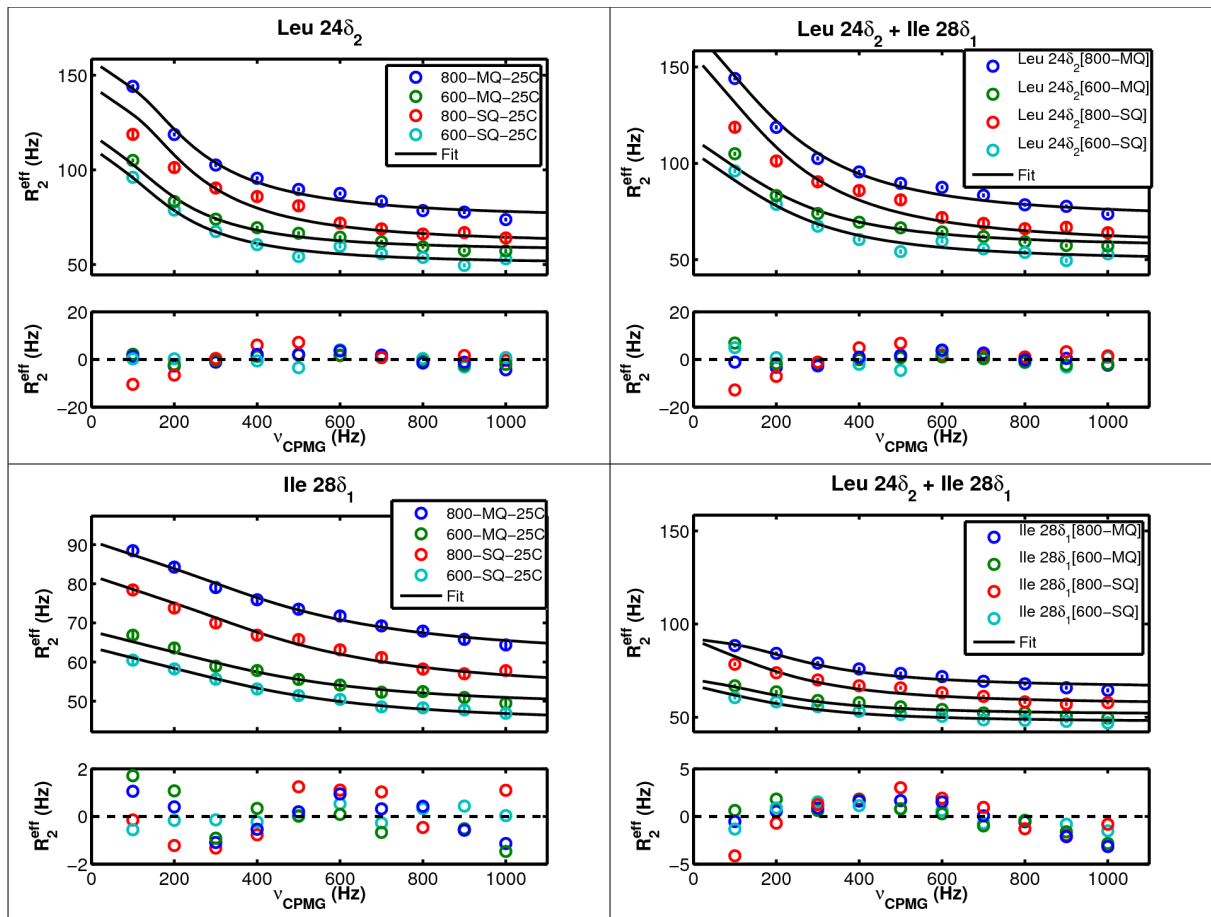 Leu 24δ₂
R₂ᵉᶠᶠ (Hz)
150
100
50
800−MQ−25C
600−MQ−25C
800−SQ−25C
600−SQ−25C
Fit
R₂ᵉᶠᶠ (Hz)
20
0
−20
0 200 400 600 800 1000
ν_CPMG (Hz)
Leu 24δ₂ + Ile 28δ₁
R₂ᵉᶠᶠ (Hz)
150
100
50
Leu 24δ₂[800−MQ]
Leu 24δ₂[600−MQ]
Leu 24δ₂[800−SQ]
Leu 24δ₂[600−SQ]
Fit
R₂ᵉᶠᶠ (Hz)
20
0
−20
0 200 400 600 800 1000
ν_CPMG (Hz)
Ile 28δ₁
R₂ᵉᶠᶠ (Hz)
90
80
70
60
50
800−MQ−25C
600−MQ−25C
800−SQ−25C
600−SQ−25C
Fit
R₂ᵉᶠᶠ (Hz)
2
0
−2
0 200 400 600 800 1000
ν_CPMG (Hz)
Leu 24δ₂ + Ile 28δ₁
R₂ᵉᶠᶠ (Hz)
150
100
50
Ile 28δ₁[800−MQ]
Ile 28δ₁[600−MQ]
Ile 28δ₁[800−SQ]
Ile 28δ₁[600−SQ]
Fit
R₂ᵉᶠᶠ (Hz)
5
0
−5
0 200 400 600 800 1000
ν_CPMG (Hz)